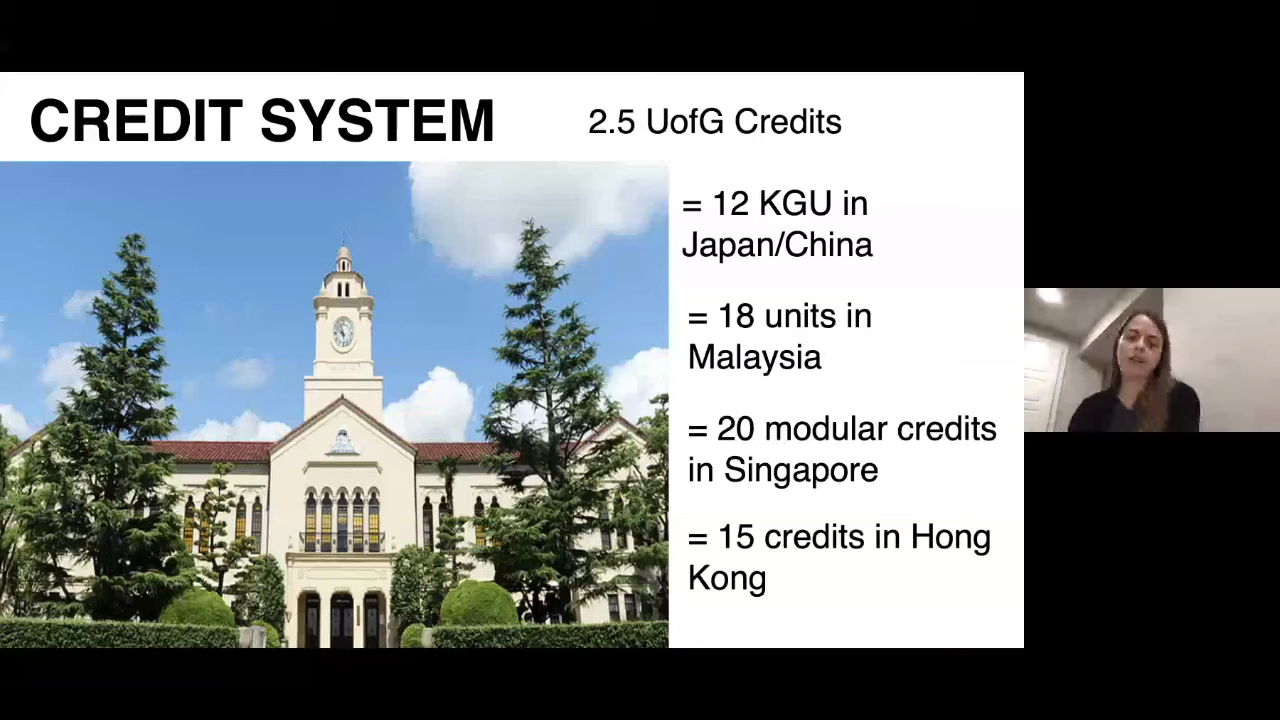 CREDIT SYSTEM
2.5 UofG Credits
= 12 KGU in
Japan/China
= 18 units in
Malaysia
= 20 modular credits
in Singapore
= 15 credits in Hong
Kong